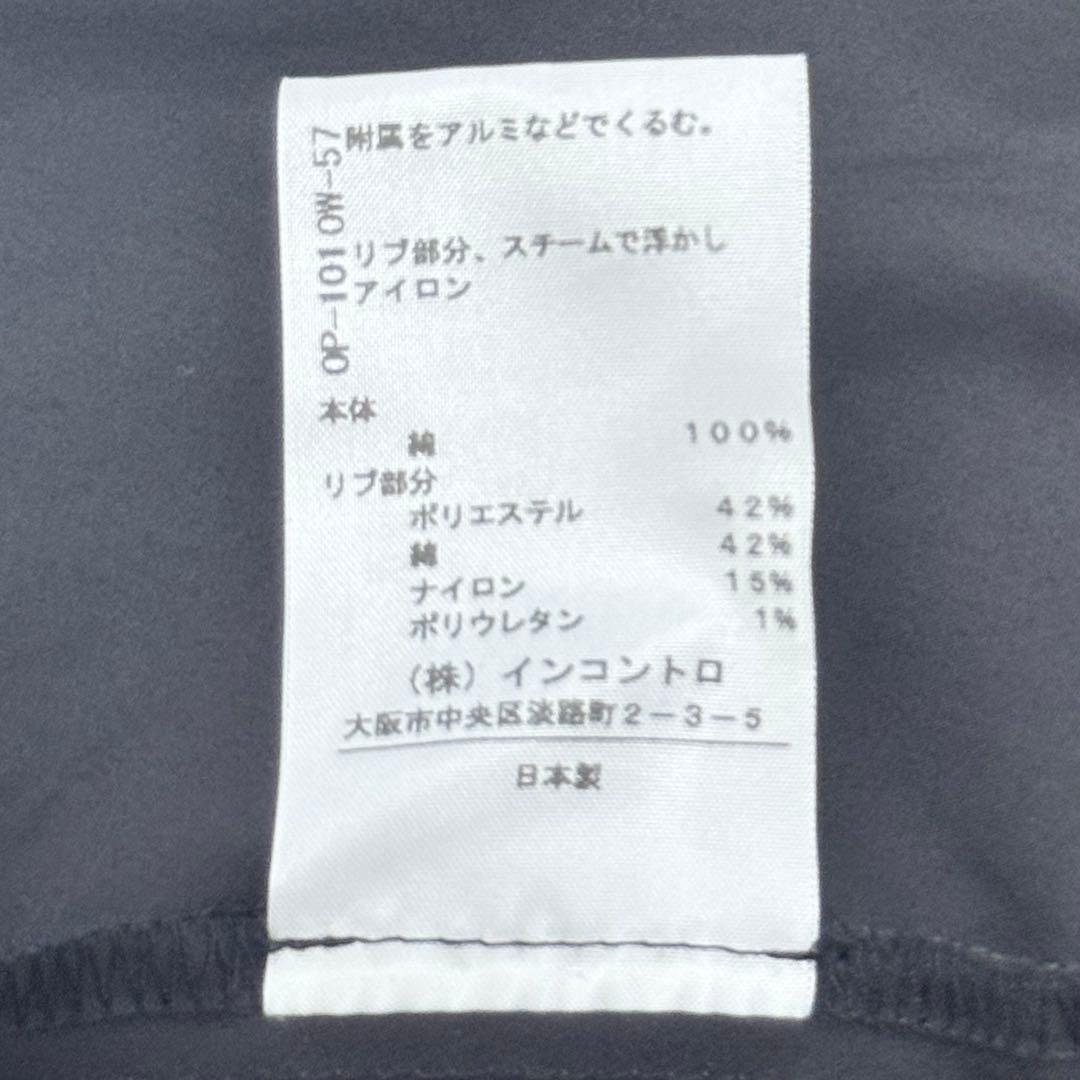 附属をアルミなどでくるむ。
OP-1010W-57
リブ部分、スチームで浮かし
アイロン
本体
綿 100%
リブ部分
ポリエステル 42%
綿 42%
ナイロン 15%
ポリウレタン 1%
(株)インコントロ
大阪市中央区淡路町2-3-5
日本製